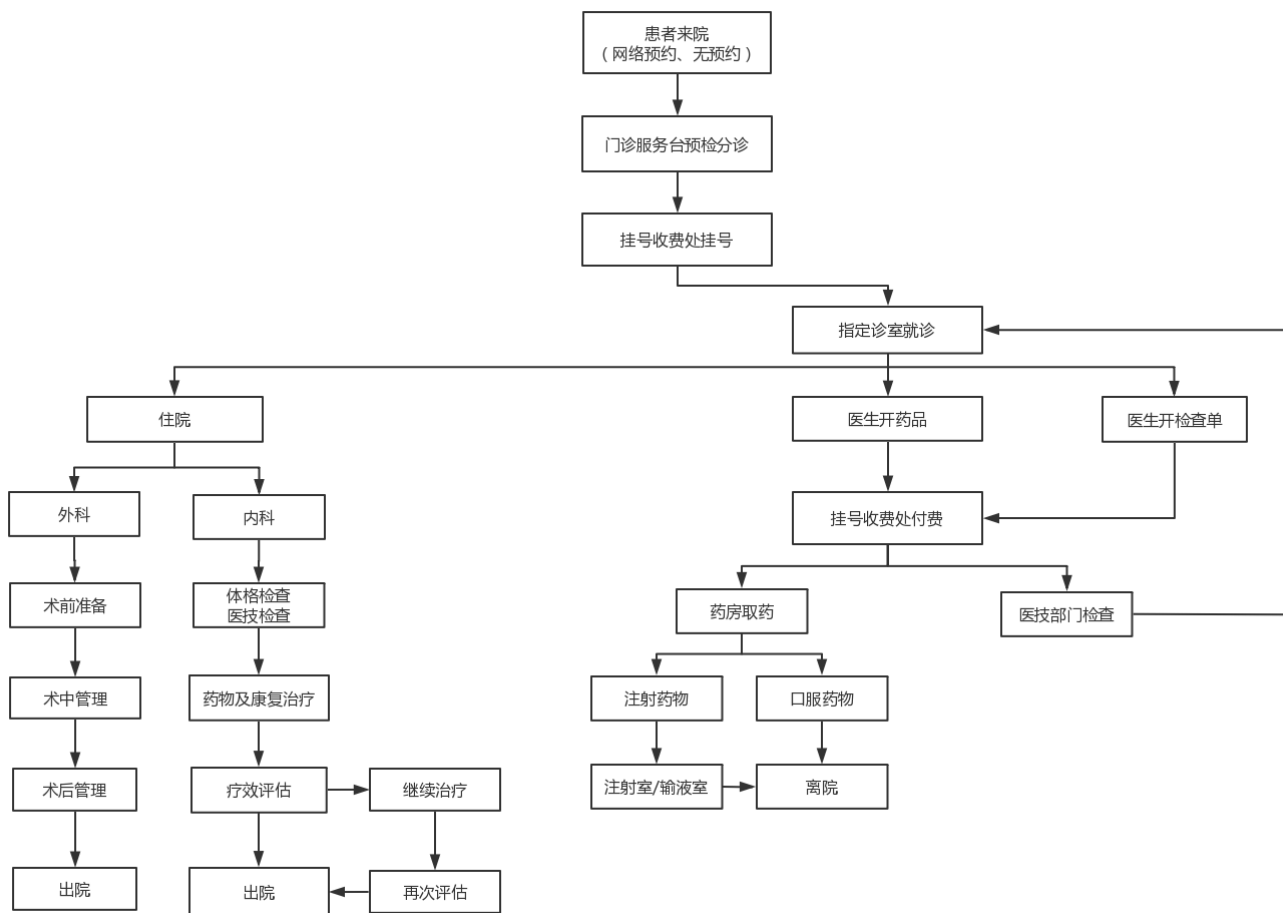 患者来院
（网络预约、无预约）
门诊服务台预检分诊
挂号收费处挂号
指定诊室就诊
住院
医生开药品
医生开检查单
外科
内科
挂号收费处付费
术前准备
体格检查
医技检查
药房取药
医技部门检查
术中管理
药物及康复治疗
注射药物
口服药物
术后管理
疗效评估
继续治疗
注射室/输液室
离院
出院
出院
再次评估